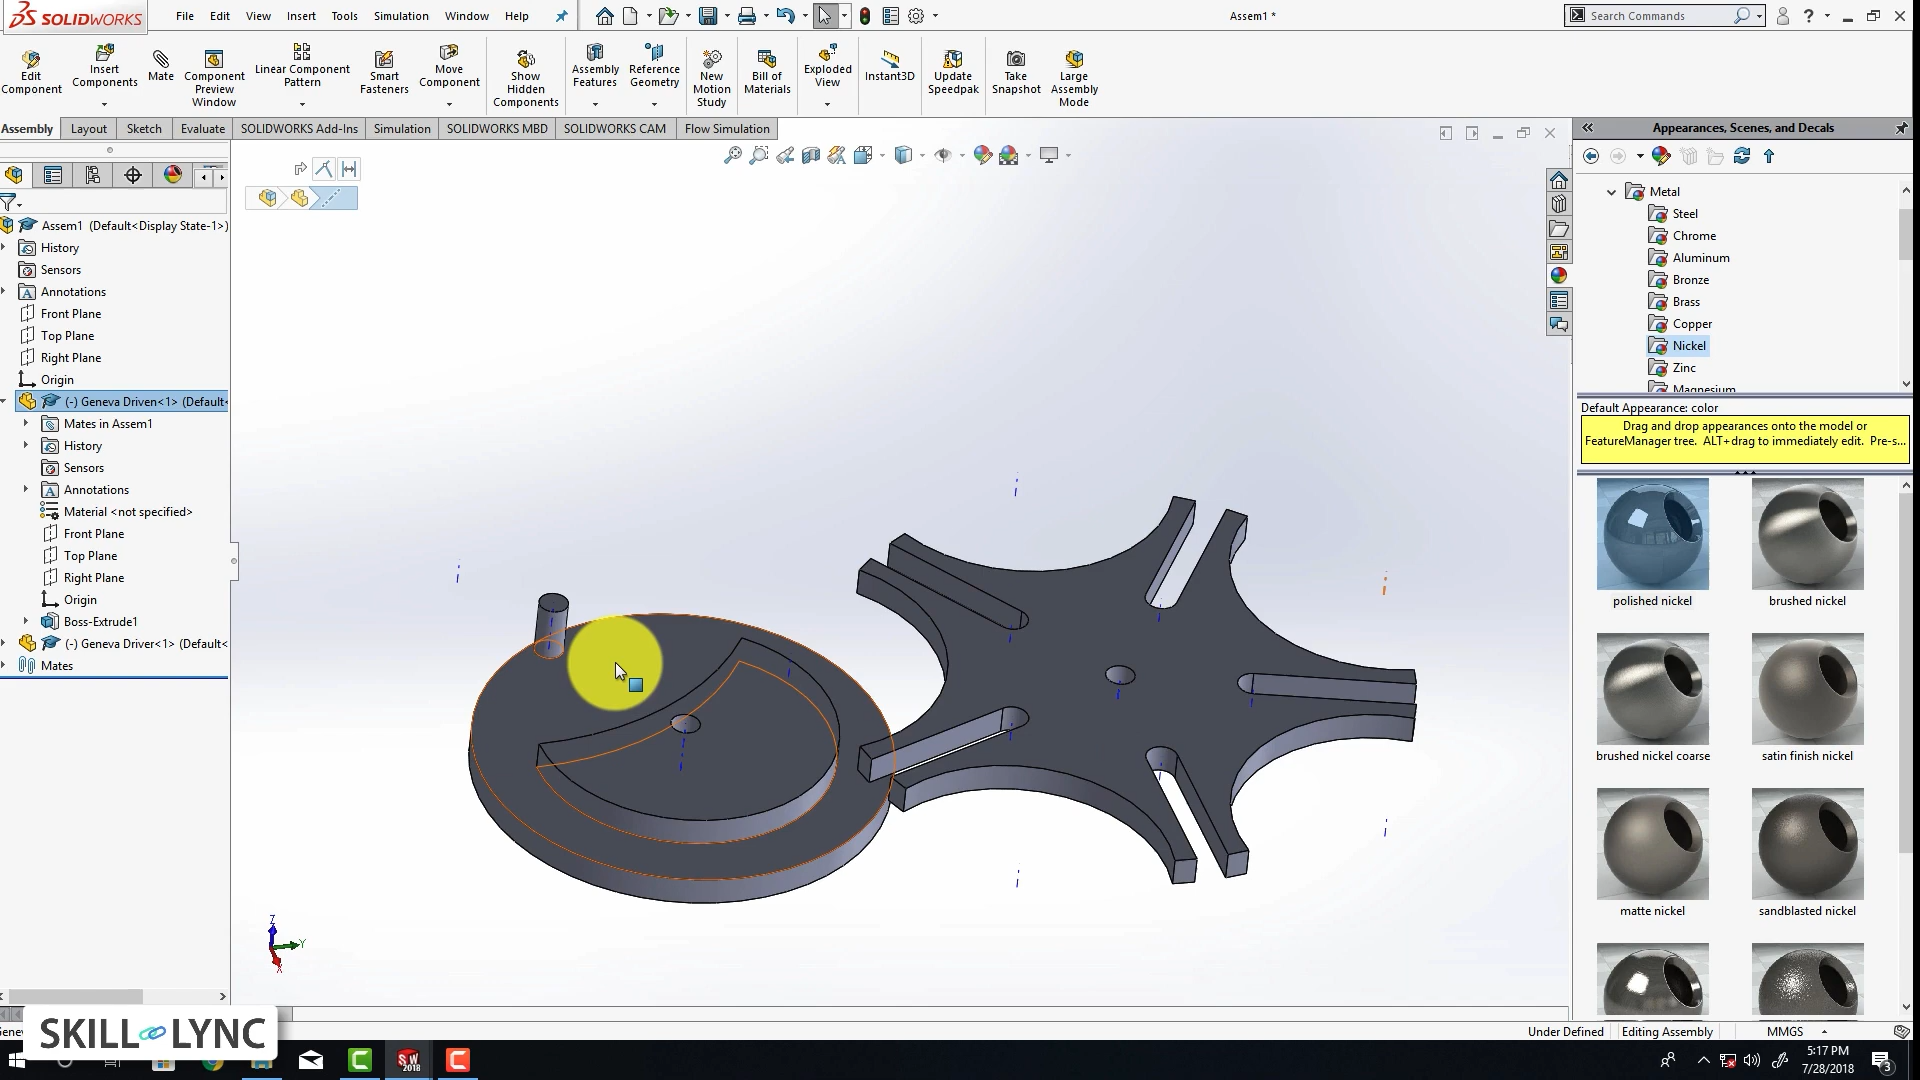 SOLIDWORKS
File Edit View Insert Tools Simulation Window Help
Assem1 *
Search Commands
Edit Component
Insert Components
Mate
Component Preview Window
Linear Component Pattern
Smart Fasteners
Move Component
Show Hidden Components
Assembly Features
Reference Geometry
New Motion Study
Bill of Materials
Exploded View
Instant3D
Update Speedpak
Take Snapshot
Large Assembly Mode
Assembly Layout Sketch Evaluate SOLIDWORKS Add-Ins Simulation SOLIDWORKS MBD SOLIDWORKS CAM Flow Simulation
Assem1 (Default<Display State-1>)
History
Sensors
Annotations
Front Plane
Top Plane
Right Plane
Origin
(-) Geneva Driven<1> (Default<
Mates in Assem1
History
Sensors
Annotations
Material <not specified>
Front Plane
Top Plane
Right Plane
Origin
Boss-Extrude1
(-) Geneva Driver<1> (Default<
Mates
Z
Y
X
Appearances, Scenes, and Decals
Metal
Steel
Chrome
Aluminum
Bronze
Brass
Copper
Nickel
Zinc
Magnesium
Default Appearance: color
Drag and drop appearances onto the model or
FeatureManager tree. ALT+drag to immediately edit. Pre-s...
polished nickel
brushed nickel
brushed nickel coarse
satin finish nickel
matte nickel
sandblasted nickel
Under Defined Editing Assembly MMGS
SKILL LYNC
SW 2018
5:17 PM
7/28/2018
3